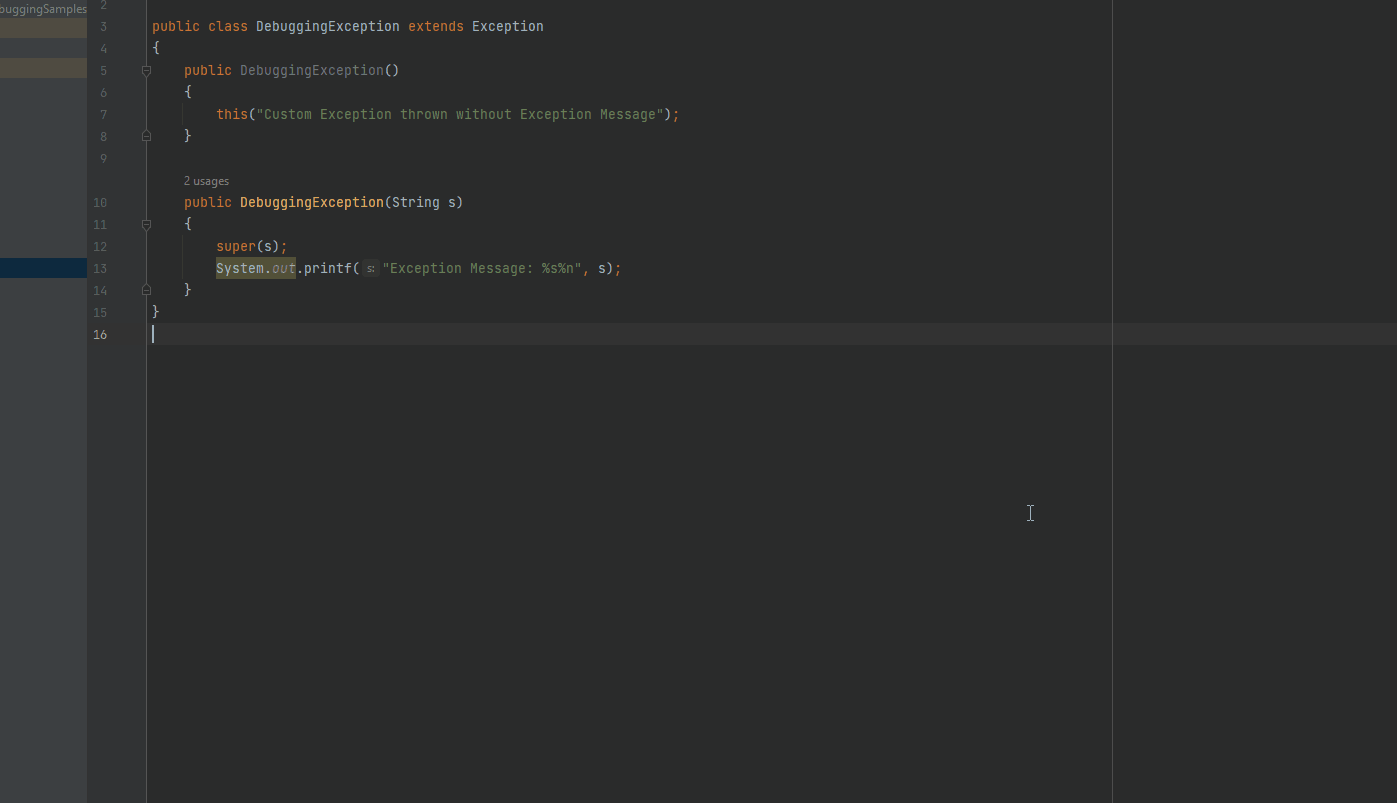 buggingSamples
2
3 public class DebuggingException extends Exception
4 {
5 public DebuggingException()
6 {
7 this("Custom Exception thrown without Exception Message");
8 }
9
2 usages
10 public DebuggingException(String s)
11 {
12 super(s);
13 System.out.printf( s: "Exception Message: %s%n", s);
14 }
15 }
16